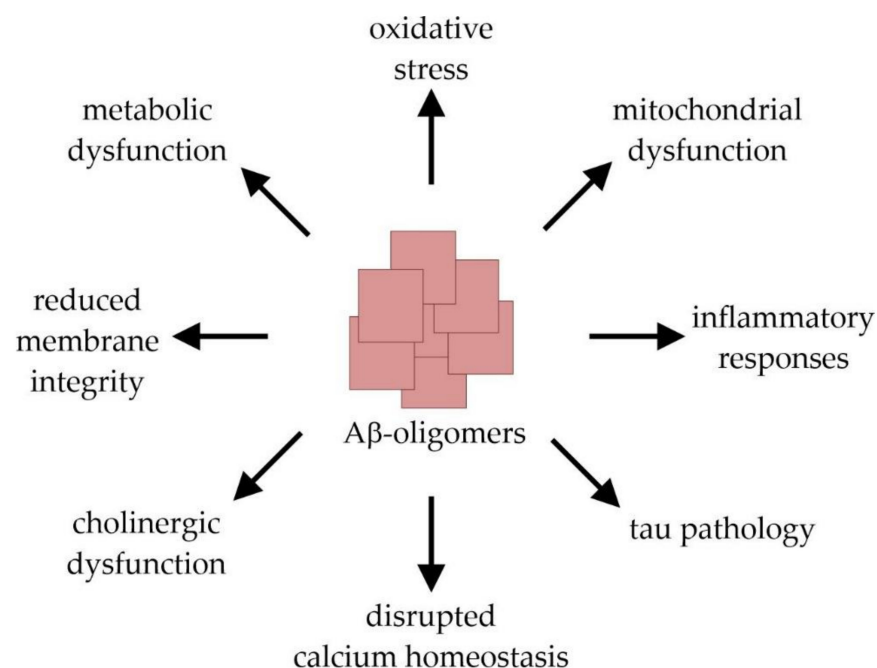 oxidative
stress
metabolic
dysfunction
mitochondrial
dysfunction
reduced
membrane
integrity
inflammatory
responses
Aβ-oligomers
cholinergic
dysfunction
tau pathology
disrupted
calcium homeostasis